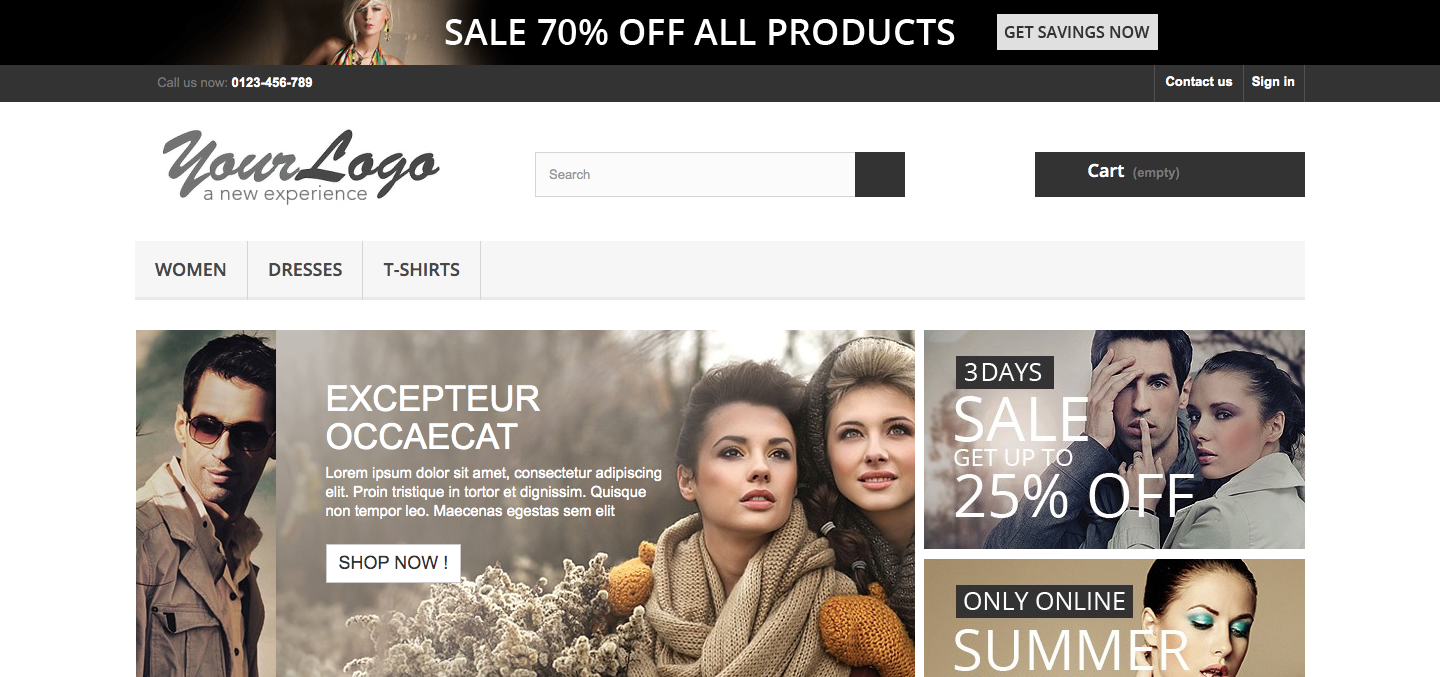 SALE 70% OFF ALL PRODUCTS
GET SAVINGS NOW
Call us now: 0123-456-789
Contact us
Sign in
YourLogo
a new experience
Search
Cart (empty)
WOMEN
DRESSES
T-SHIRTS
EXCEPTEUR
OCCAECAT
Lorem ipsum dolor sit amet, consectetur adipiscing
elit. Proin tristique in tortor et dignissim. Quisque
non tempor leo. Maecenas egestas sem elit
SHOP NOW !
3 DAYS
SALE
GET UP TO
25% OFF
ONLY ONLINE
SUMMER